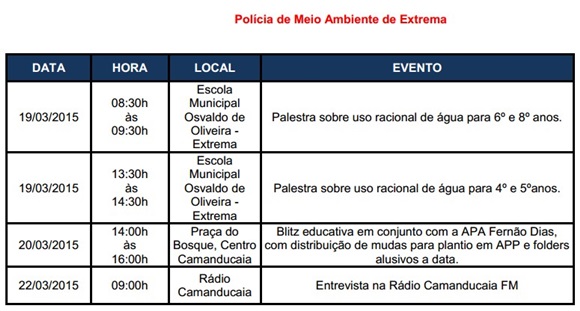 Polícia de Meio Ambiente de Extrema
DATA HORA LOCAL EVENTO
19/03/2015
08:30h
às
09:30h
Escola
Municipal
Osvaldo de
Oliveira -
Extrema
Palestra sobre uso racional de água para 6º e 8º anos.
19/03/2015
13:30h
às
14:30h
Escola
Municipal
Osvaldo de
Oliveira -
Extrema
Palestra sobre uso racional de água para 4º e 5ºanos.
20/03/2015
14:00h
às
16:00h
Praça do
Bosque, Centro
Camanducaia
Blitz educativa em conjunto com a APA Fernão Dias,
com distribuição de mudas para plantio em APP e folders
alusivos a data.
22/03/2015
09:00h
Rádio
Camanducaia
Entrevista na Rádio Camanducaia FM